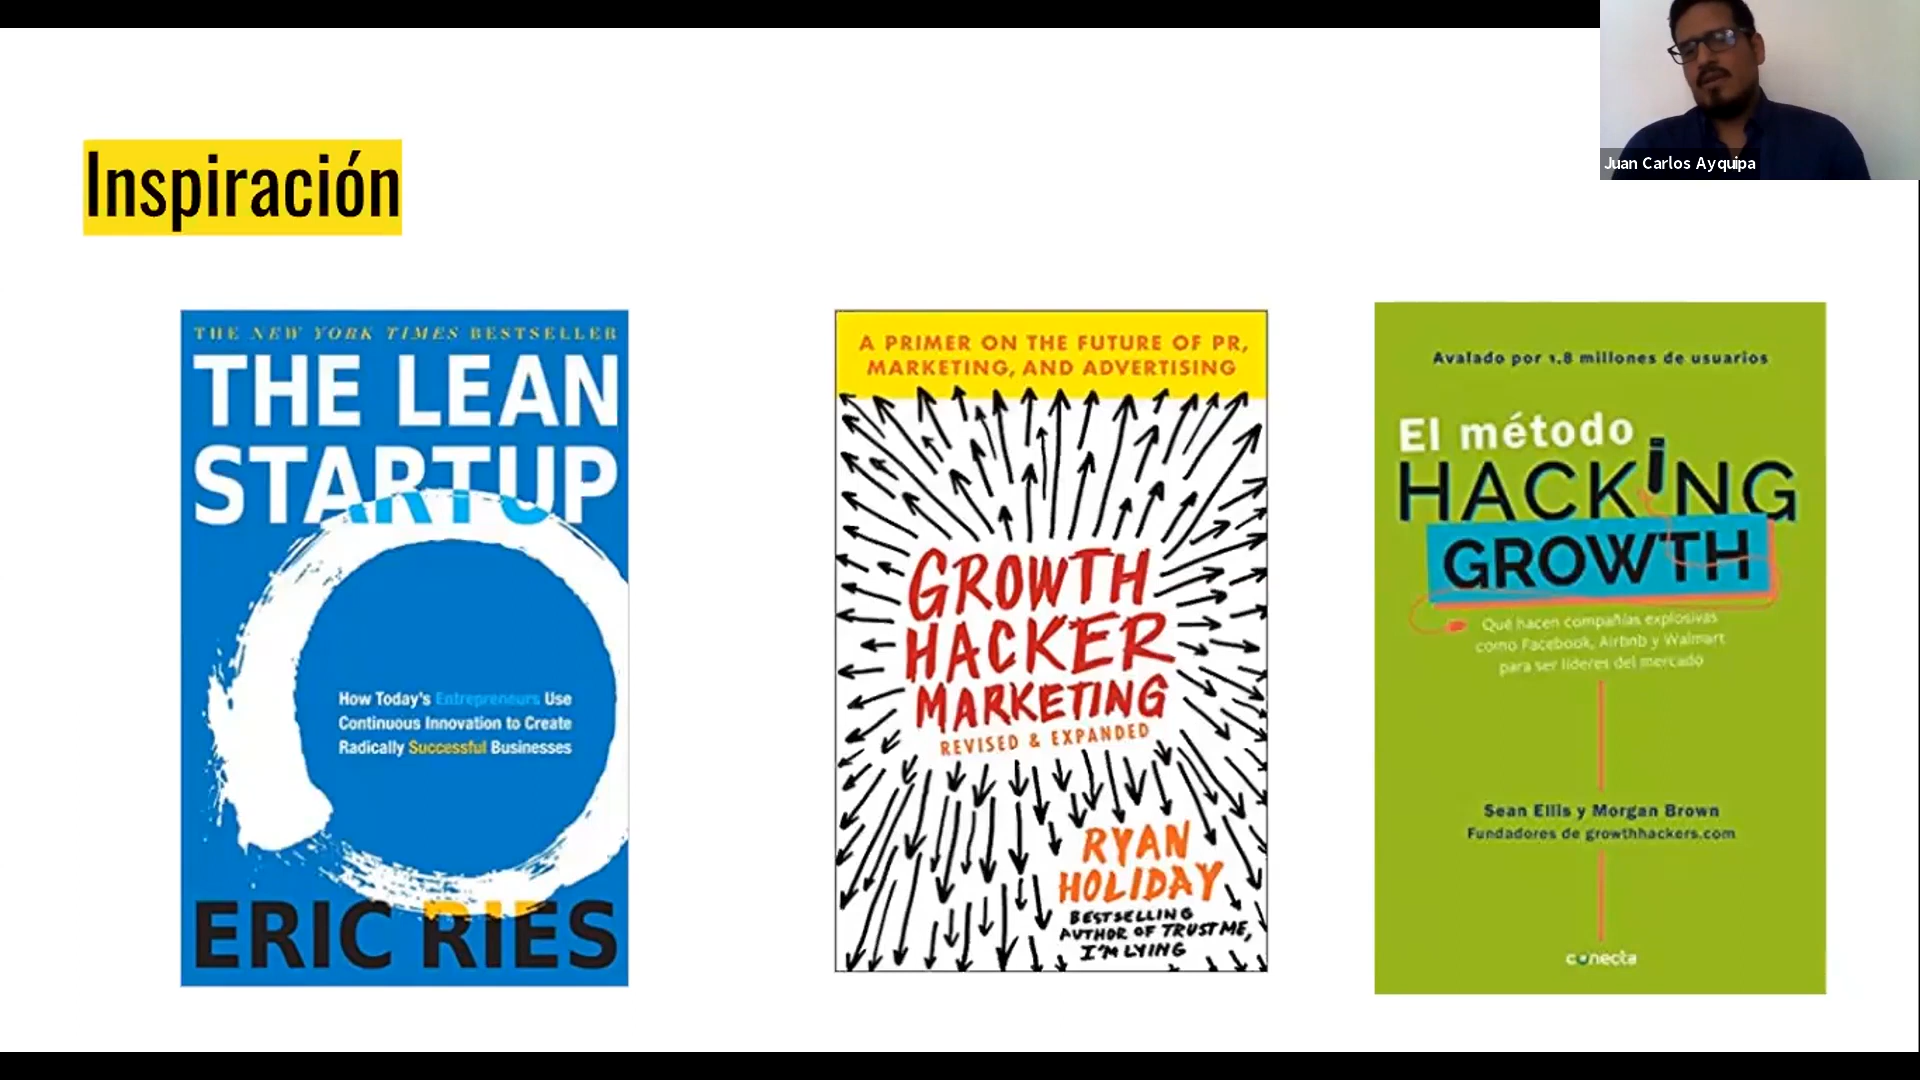 Juan Carlos Ayquipa
Inspiración
THE NEW YORK TIMES BESTSELLER
THE LEAN
STARTUP
How Today's Entrepreneurs Use
Continuous Innovation to Create
Radically Successful Businesses
ERIC RIES
A PRIMER ON THE FUTURE OF PR,
MARKETING, AND ADVERTISING
GROWTH
HACKER
MARKETING
REVISED & EXPANDED
RYAN
HOLIDAY
BESTSELLING
AUTHOR OF TRUST ME,
I'M LYING
Avalado por 1,8 millones de usuarios
El método
HACKING
GROWTH
Qué hacen compañías explosivas
como Facebook, Airbnb y Walmart
para ser líderes del mercado
Sean Ellis y Morgan Brown
Fundadores de growthhackers.com
conecta